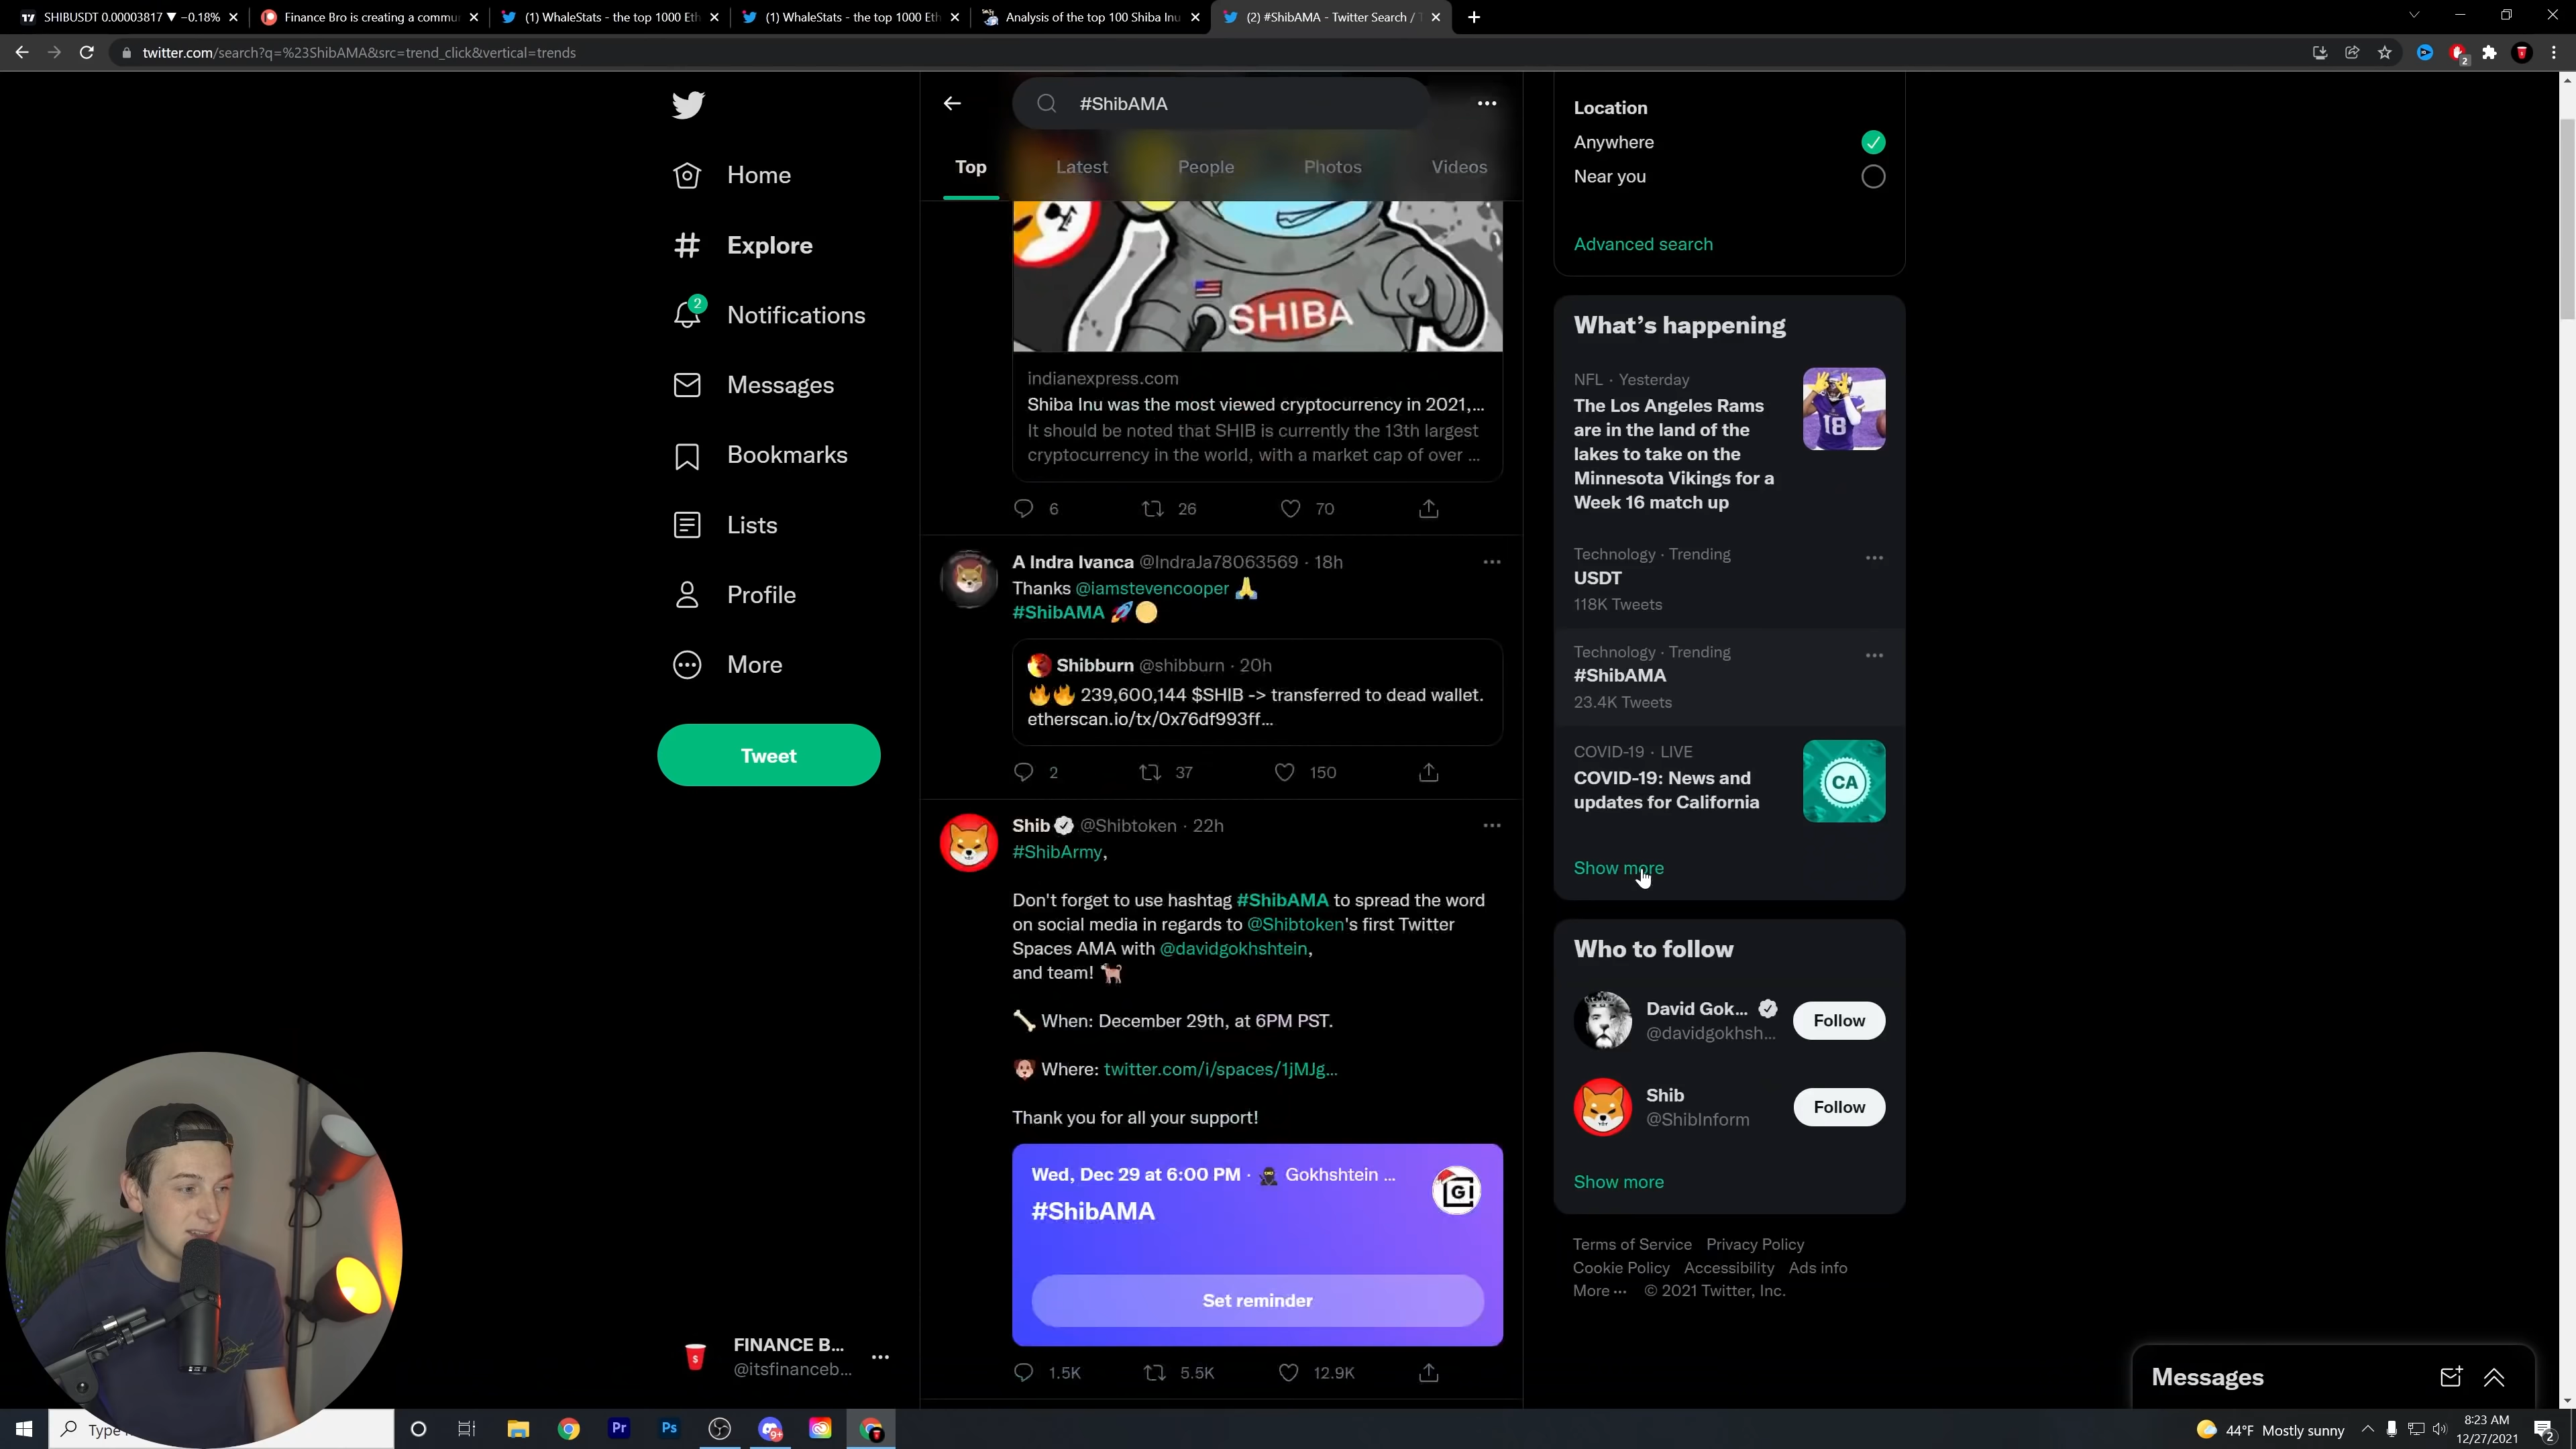 SHIBUSDT 0.00003817 ▼ −0.18%
Finance Bro is creating a commu
(1) WhaleStats - the top 1000 Eth
(1) WhaleStats - the top 1000 Eth
Analysis of the top 100 Shiba Inu
(2) #ShibAMA - Twitter Search / T
twitter.com/search?q=%23ShibAMA&src=trend_click&vertical=trends
2
Home
Explore
2
Notifications
Messages
Bookmarks
Lists
Profile
More
Tweet
FINANCE B...
@itsfinanceb...
#ShibAMA
Top
Latest
People
Photos
Videos
SHIBA
indianexpress.com
Shiba Inu was the most viewed cryptocurrency in 2021,...
It should be noted that SHIB is currently the 13th largest
cryptocurrency in the world, with a market cap of over ...
6
26
70
A Indra Ivanca @IndraJa78063569 · 18h
Thanks @iamstevencooper 🙏
#ShibAMA 🚀🌕
Shibburn @shibburn · 20h
🔥🔥 239,600,144 $SHIB -> transferred to dead wallet.
etherscan.io/tx/0x76df993ff...
2
37
150
Shib @Shibtoken · 22h
#ShibArmy,
Don't forget to use hashtag #ShibAMA to spread the word
on social media in regards to @Shibtoken's first Twitter
Spaces AMA with @davidgokhshtein,
and team! 🐕
🦴 When: December 29th, at 6PM PST.
🐶 Where: twitter.com/i/spaces/1jMJg...
Thank you for all your support!
Wed, Dec 29 at 6:00 PM · 🥷 Gokhshtein ...
G!
#ShibAMA
Set reminder
1.5K
5.5K
12.9K
Location
Anywhere
Near you
Advanced search
What's happening
NFL · Yesterday
The Los Angeles Rams
are in the land of the
lakes to take on the
Minnesota Vikings for a
Week 16 match up
18
Technology · Trending
USDT
118K Tweets
Technology · Trending
#ShibAMA
23.4K Tweets
COVID-19 · LIVE
COVID-19: News and
updates for California
CA
Show more
Who to follow
David Gok...
@davidgokhsh...
Follow
Shib
@ShibInform
Follow
Show more
Terms of Service Privacy Policy
Cookie Policy Accessibility Ads info
More ··· © 2021 Twitter, Inc.
Messages
Type
Pr
Ps
9+
44°F Mostly sunny
8:23 AM
12/27/2021
2